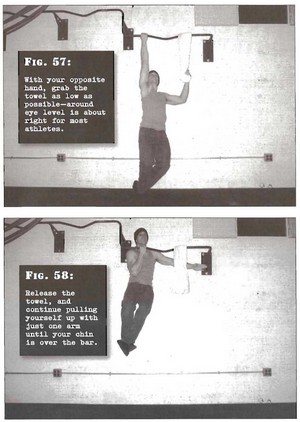 FIG. 57:
With your opposite
hand, grab the
towel as low as
possible—around
eye level is about
right for most
athletes.
FIG. 58:
Release the
towel, and
continue pulling
yourself up with
just one arm
until your chin
is over the bar.